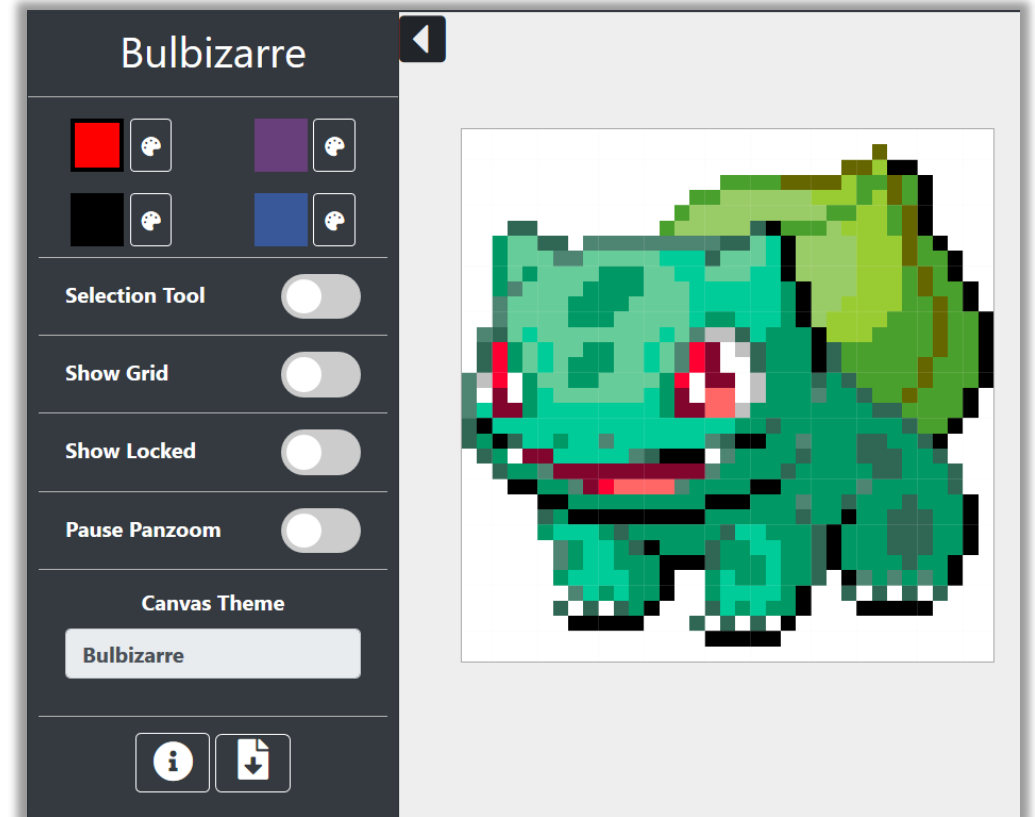 Bulbizarre
Selection Tool
Show Grid
Show Locked
Pause Panzoom
Canvas Theme
Bulbizarre